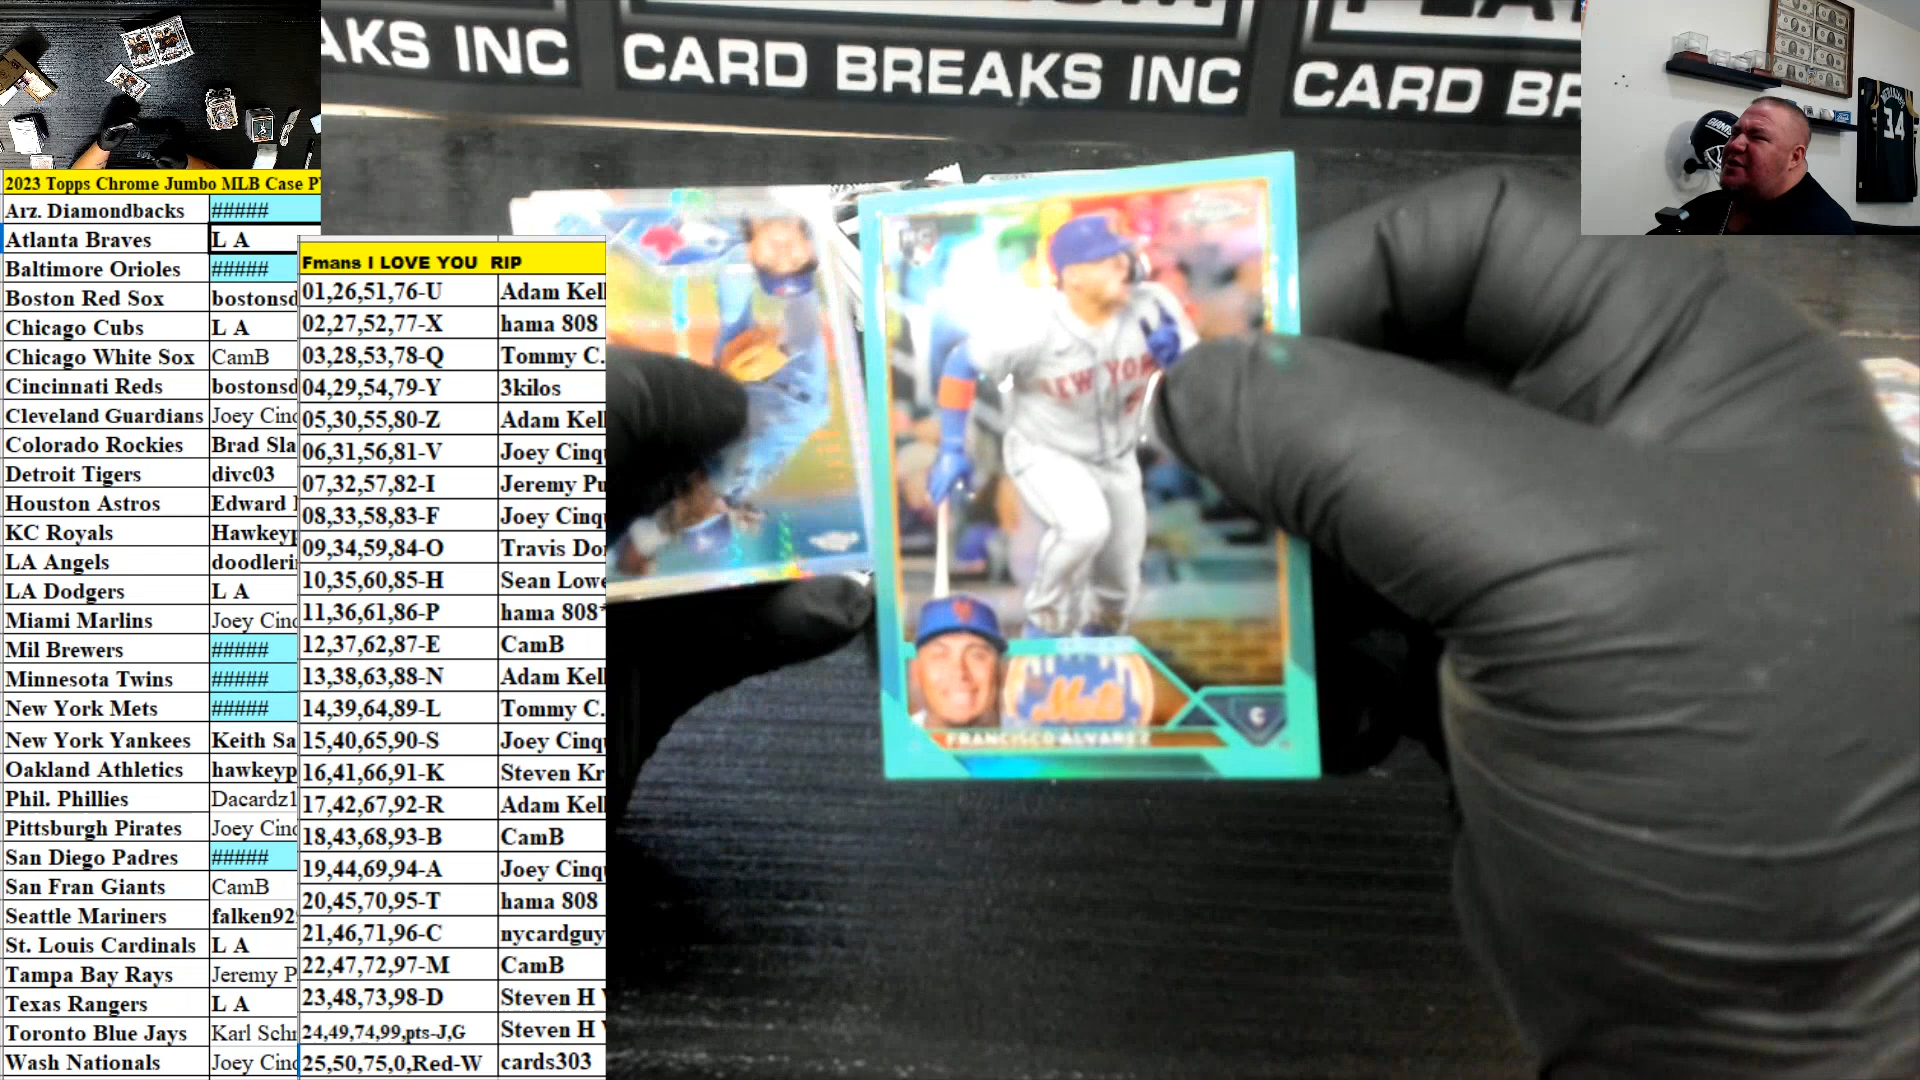 AKS INC
CARD BREAKS INC
CARD BR
GIANTS
34
2023 Topps Chrome Jumbo MLB Case P
Arz. Diamondbacks #####
Atlanta Braves L A
Baltimore Orioles #####
Boston Red Sox bostonsd
Chicago Cubs L A
Chicago White Sox CamB
Cincinnati Reds bostonsd
Cleveland Guardians Joey Cinq
Colorado Rockies Brad Sla
Detroit Tigers divc03
Houston Astros Edward
KC Royals Hawkeyp
LA Angels doodleri
LA Dodgers L A
Miami Marlins Joey Cinq
Mil Brewers #####
Minnesota Twins #####
New York Mets #####
New York Yankees Keith Sa
Oakland Athletics hawkeyp
Phil. Phillies Dacardz1
Pittsburgh Pirates Joey Cinq
San Diego Padres #####
San Fran Giants CamB
Seattle Mariners falken92
St. Louis Cardinals L A
Tampa Bay Rays Jeremy P
Texas Rangers L A
Toronto Blue Jays Karl Schr
Wash Nationals Joey Cinq
Fmans I LOVE YOU RIP
01,26,51,76-U Adam Kell
02,27,52,77-X hama 808
03,28,53,78-Q Tommy C.
04,29,54,79-Y 3kilos
05,30,55,80-Z Adam Kell
06,31,56,81-V Joey Cinq
07,32,57,82-I Jeremy Pu
08,33,58,83-F Joey Cinq
09,34,59,84-O Travis Do
10,35,60,85-H Sean Lowe
11,36,61,86-P hama 808*
12,37,62,87-E CamB
13,38,63,88-N Adam Kell
14,39,64,89-L Tommy C.
15,40,65,90-S Joey Cinq
16,41,66,91-K Steven Kr
17,42,67,92-R Adam Kell
18,43,68,93-B CamB
19,44,69,94-A Joey Cinq
20,45,70,95-T hama 808
21,46,71,96-C nycardguy
22,47,72,97-M CamB
23,48,73,98-D Steven H
24,49,74,99,pts-J,G Steven H
25,50,75,0,Red-W cards303
RC
NEW YORK
Mets
C
FRANCISCO ALVAREZ